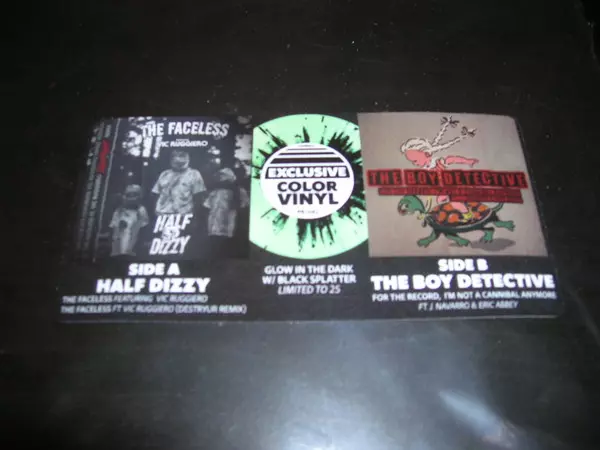 THE FACELESS
VIC RUGGIERO
HALF
DIZZY
SIDE A
HALF DIZZY
THE FACELESS FEATURING VIC RUGGIERO
THE FACELESS FT VIC RUGGIERO (DESTRYUR REMIX)
EXCLUSIVE
COLOR
VINYL
GLOW IN THE DARK
W/ BLACK SPLATTER
LIMITED TO 25
THE BOY DETECTIVE
SIDE B
THE BOY DETECTIVE
FOR THE RECORD, I'M NOT A CANNIBAL ANYMORE
FT. J NAVARRO & ERIC ABBEY